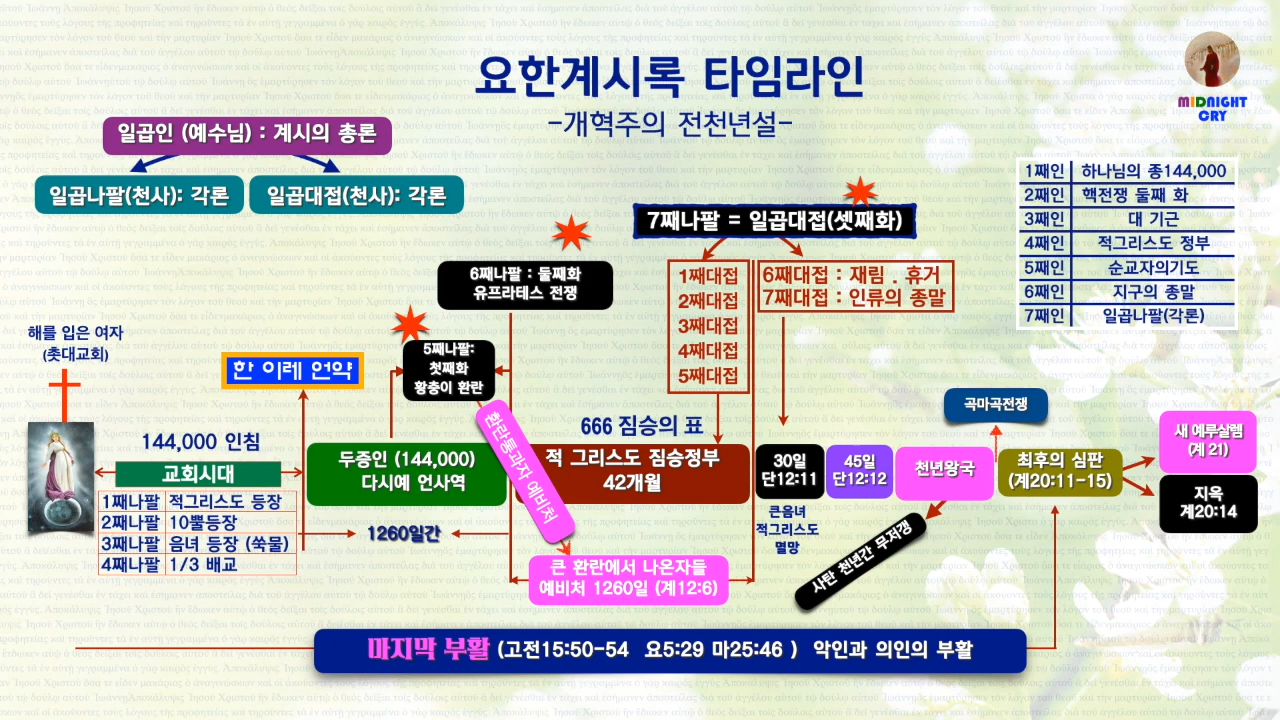 요한계시록 타임라인
-개혁주의 전천년설-
MIDNIGHT
CRY
일곱인 (예수님) : 계시의 총론
일곱나팔(천사): 각론
일곱대접(천사): 각론
1째인 하나님의 종144,000
2째인 핵전쟁 둘째 화
3째인 대 기근
4째인 적그리스도 정부
5째인 순교자의기도
6째인 지구의 종말
7째인 일곱나팔(각론)
7째나팔 = 일곱대접(셋째화)
6째나팔 : 둘째화
유프라테스 전쟁
1째대접
2째대접
3째대접
4째대접
5째대접
6째대접 : 재림 . 휴거
7째대접 : 인류의 종말
해를 입은 여자
(촛대교회)
한 이레 언약
5째나팔:
첫째화
황충이 환란
환란통과자 예비처
144,000 인침
교회시대
1째나팔 적그리스도 등장
2째나팔 10뿔등장
3째나팔 음녀 등장 (쑥물)
4째나팔 1/3 배교
두증인 (144,000)
다시예 언사역
1260일간
666 짐승의 표
적 그리스도 짐승정부
42개월
30일
단12:11
45일
단12:12
큰음녀
적그리스도
멸망
천년왕국
곡마곡전쟁
사탄 천년간 무저갱
최후의 심판
(계20:11-15)
새 예루살렘
(계 21)
지옥
계20:14
큰 환란에서 나온자들
예비처 1260일 (계12:6)
마지막 부활 (고전15:50-54 요5:29 마25:46 ) 악인과 의인의 부활